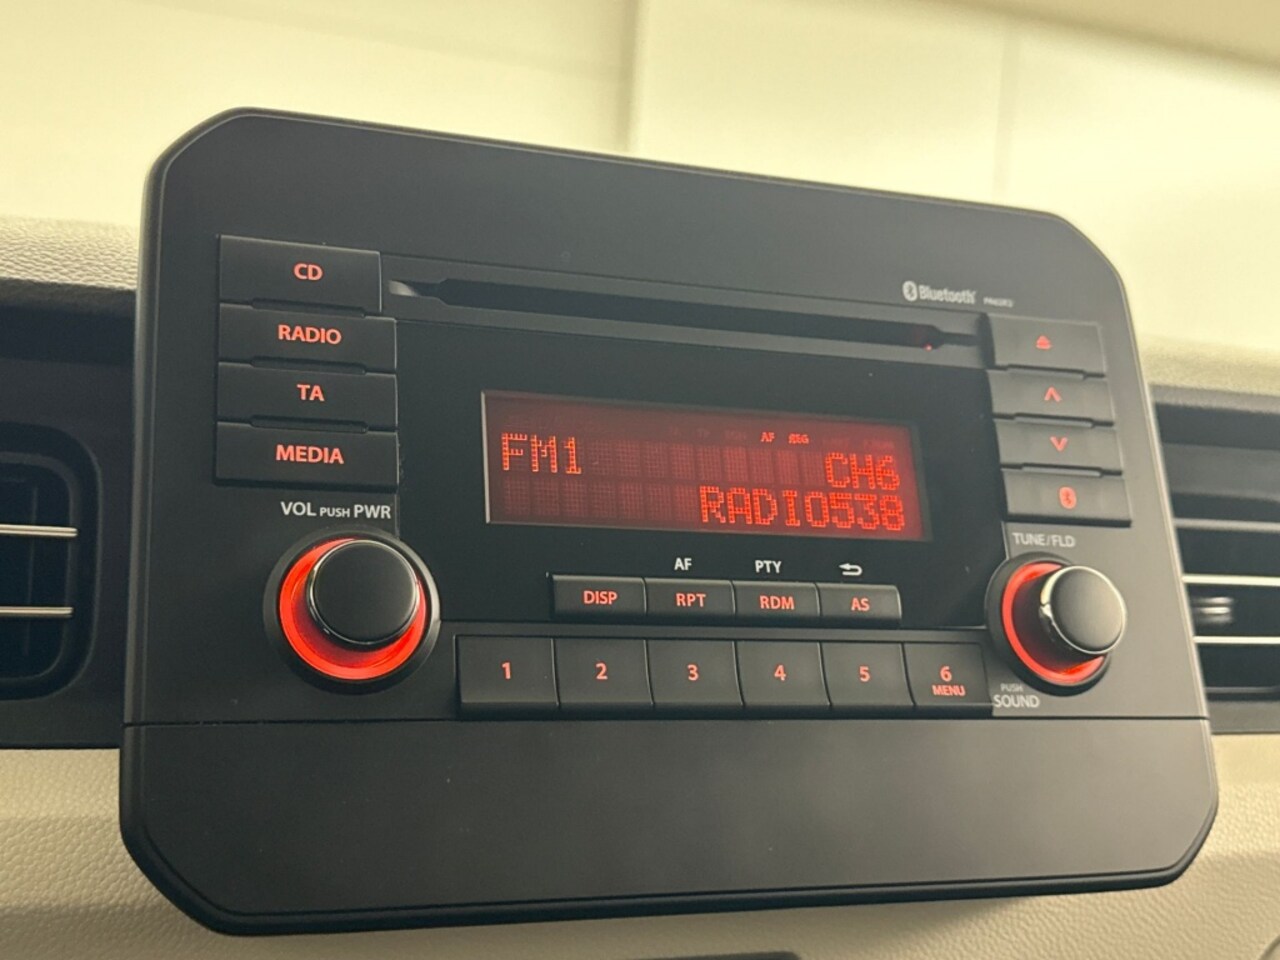 CD
RADIO
TA
MEDIA
VOL PUSH PWR
Bluetooth
AF REG
FM1
CH6
RADIO538
AF PTY
DISP RPT RDM AS
1 2 3 4 5 6
MENU
TUNE/FLD
PUSH
SOUND